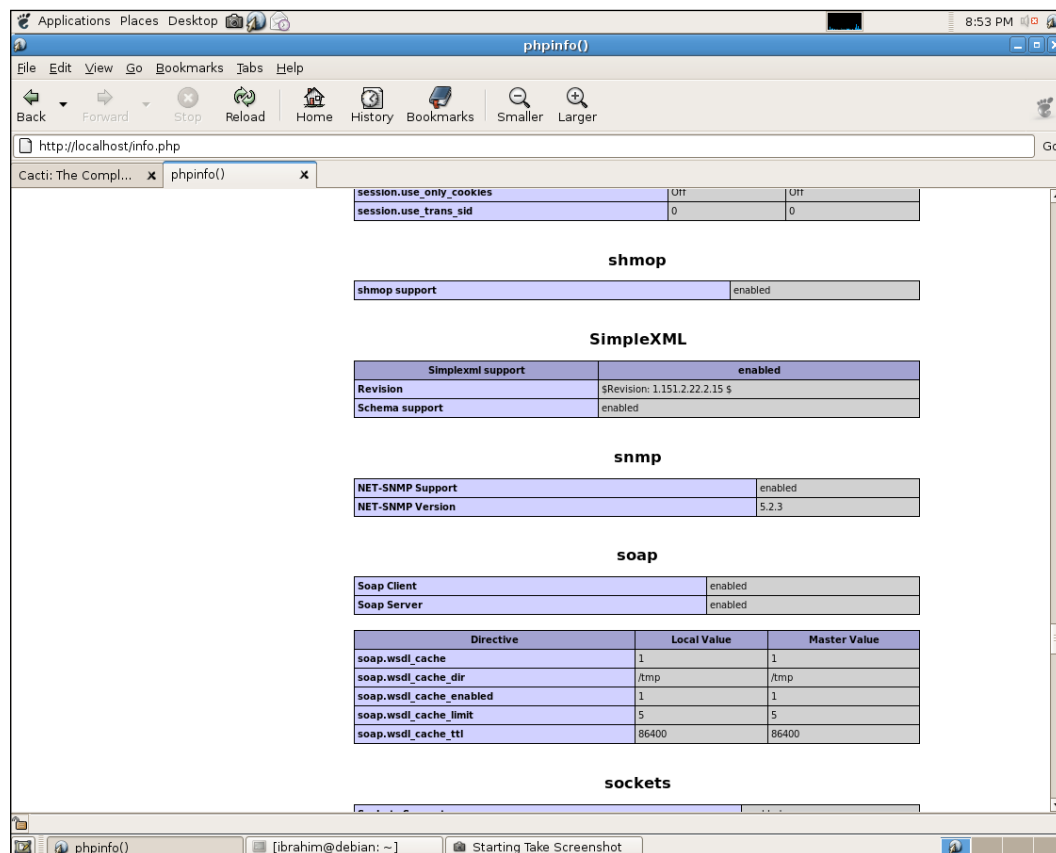 Applications Places Desktop 8:53 PM
phpinfo()
File Edit View Go Bookmarks Tabs Help
Back Forward Stop Reload Home History Bookmarks Smaller Larger
http://localhost/info.php Go
Cacti: The Compl... x phpinfo() x
session.use_only_cookies Off Off
session.use_trans_sid 0 0
shmop
shmop support enabled
SimpleXML
Simplexml support enabled
Revision $Revision: 1.151.2.22.2.15 $
Schema support enabled
snmp
NET-SNMP Support enabled
NET-SNMP Version 5.2.3
soap
Soap Client enabled
Soap Server enabled
Directive Local Value Master Value
soap.wsdl_cache 1 1
soap.wsdl_cache_dir /tmp /tmp
soap.wsdl_cache_enabled 1 1
soap.wsdl_cache_limit 5 5
soap.wsdl_cache_ttl 86400 86400
sockets
phpinfo() [ibrahim@debian: ~] Starting Take Screenshot